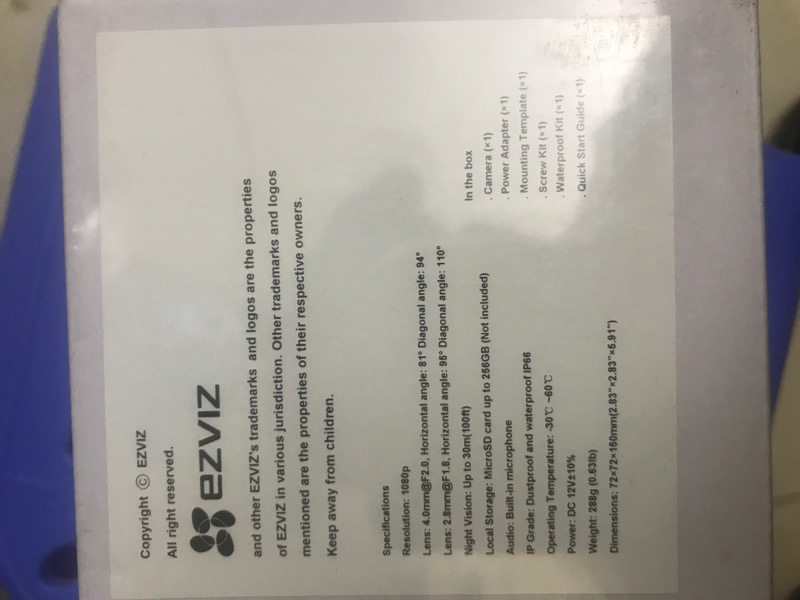 Copyright © EZVIZ
All right reserved.
ezviz
and other EZVIZ's trademarks and logos are the properties
of EZVIZ in various jurisdiction. Other trademarks and logos
mentioned are the properties of their respective owners.
Keep away from children.
Specifications
Resolution: 1080p
Lens: 4.0mm@F2.0, Horizontal angle: 81° Diagonal angle: 94°
Lens: 2.8mm@F1.8, Horizontal angle: 95° Diagonal angle: 110°
Night Vision: Up to 30m(100ft)
Local Storage: MicroSD card up to 256GB (Not included)
Audio: Built-in microphone
IP Grade: Dustproof and waterproof IP66
Operating Temperature: -30℃ ~60℃
Power: DC 12V±10%
Weight: 288g (0.63lb)
Dimensions: 72×72×150mm(2.83"×2.83"×5.91")
In the box
. Camera (×1)
. Power Adapter (×1)
. Mounting Template (×1)
. Screw Kit (×1)
. Waterproof Kit (×1)
. Quick Start Guide (×1)